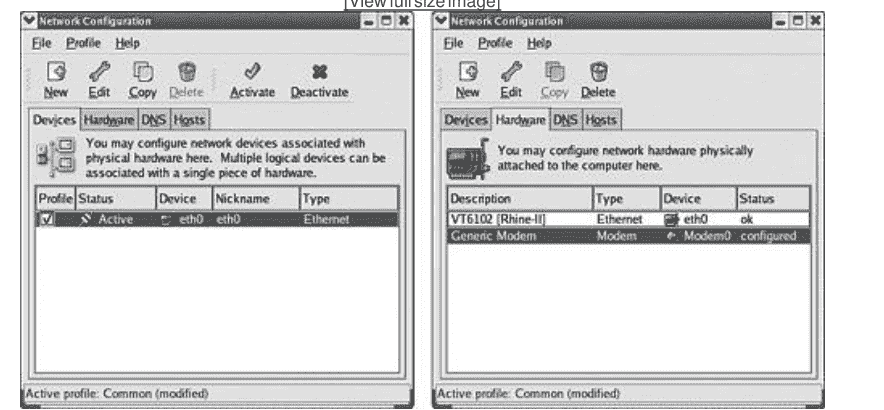 [View full size image]
Network Configuration
File Profile Help
New Edit Copy Delete Activate Deactivate
Devices Hardware DNS Hosts
You may configure network devices associated with
physical hardware here. Multiple logical devices can be
associated with a single piece of hardware.
Profile Status Device Nickname Type
Active eth0 eth0 Ethernet
Active profile: Common (modified)
Network Configuration
File Profile Help
New Edit Copy Delete
Devices Hardware DNS Hosts
You may configure network hardware physically
attached to the computer here.
Description Type Device Status
VT6102 [Rhine-II] Ethernet eth0 ok
Generic Modem Modem Modem0 configured
Active profile: Common (modified)